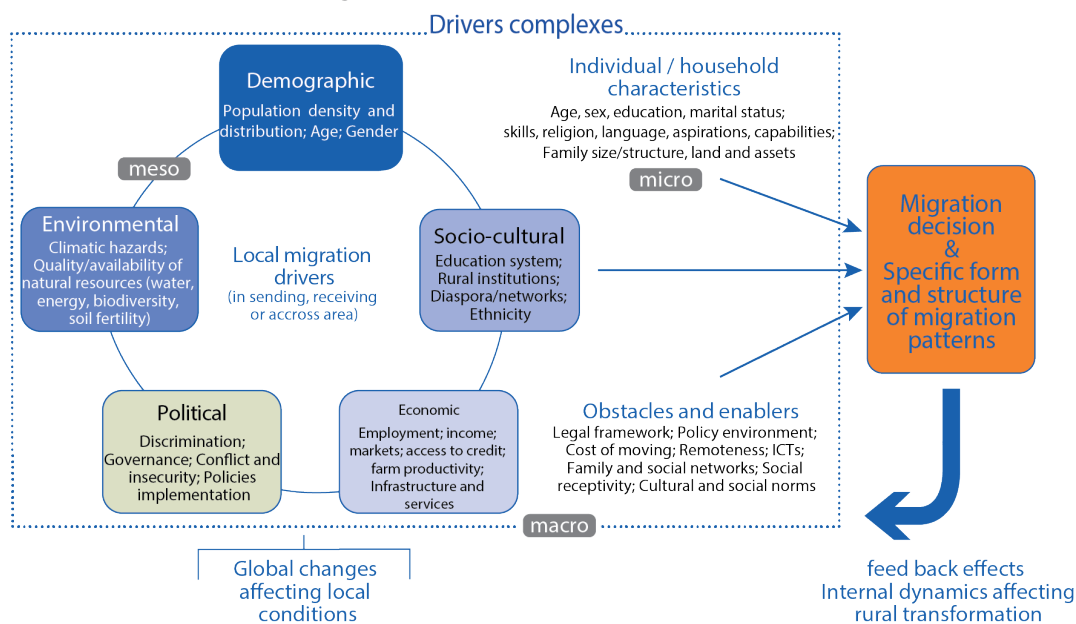 Drivers complexes
Demographic
Population density and
distribution; Age; Gender
meso
Environmental
Climatic hazards;
Quality/availability of
natural resources (water,
energy, biodiversity,
soil fertility)
Local migration
drivers
(in sending, receiving
or accross area)
Socio-cultural
Education system;
Rural institutions;
Diaspora/networks;
Ethnicity
Political
Discrimination;
Governance; Conflict and
insecurity; Policies
implementation
Economic
Employment; income;
markets; access to credit;
farm productivity;
Infrastructure and
services
Individual / household
characteristics
Age, sex, education, marital status;
skills, religion, language, aspirations, capabilities;
Family size/structure, land and assets
micro
Obstacles and enablers
Legal framework; Policy environment;
Cost of moving; Remoteness; ICTs;
Family and social networks; Social
receptivity; Cultural and social norms
macro
Migration
decision
&
Specific form
and structure
of migration
patterns
Global changes
affecting local
conditions
feed back effects
Internal dynamics affecting
rural transformation